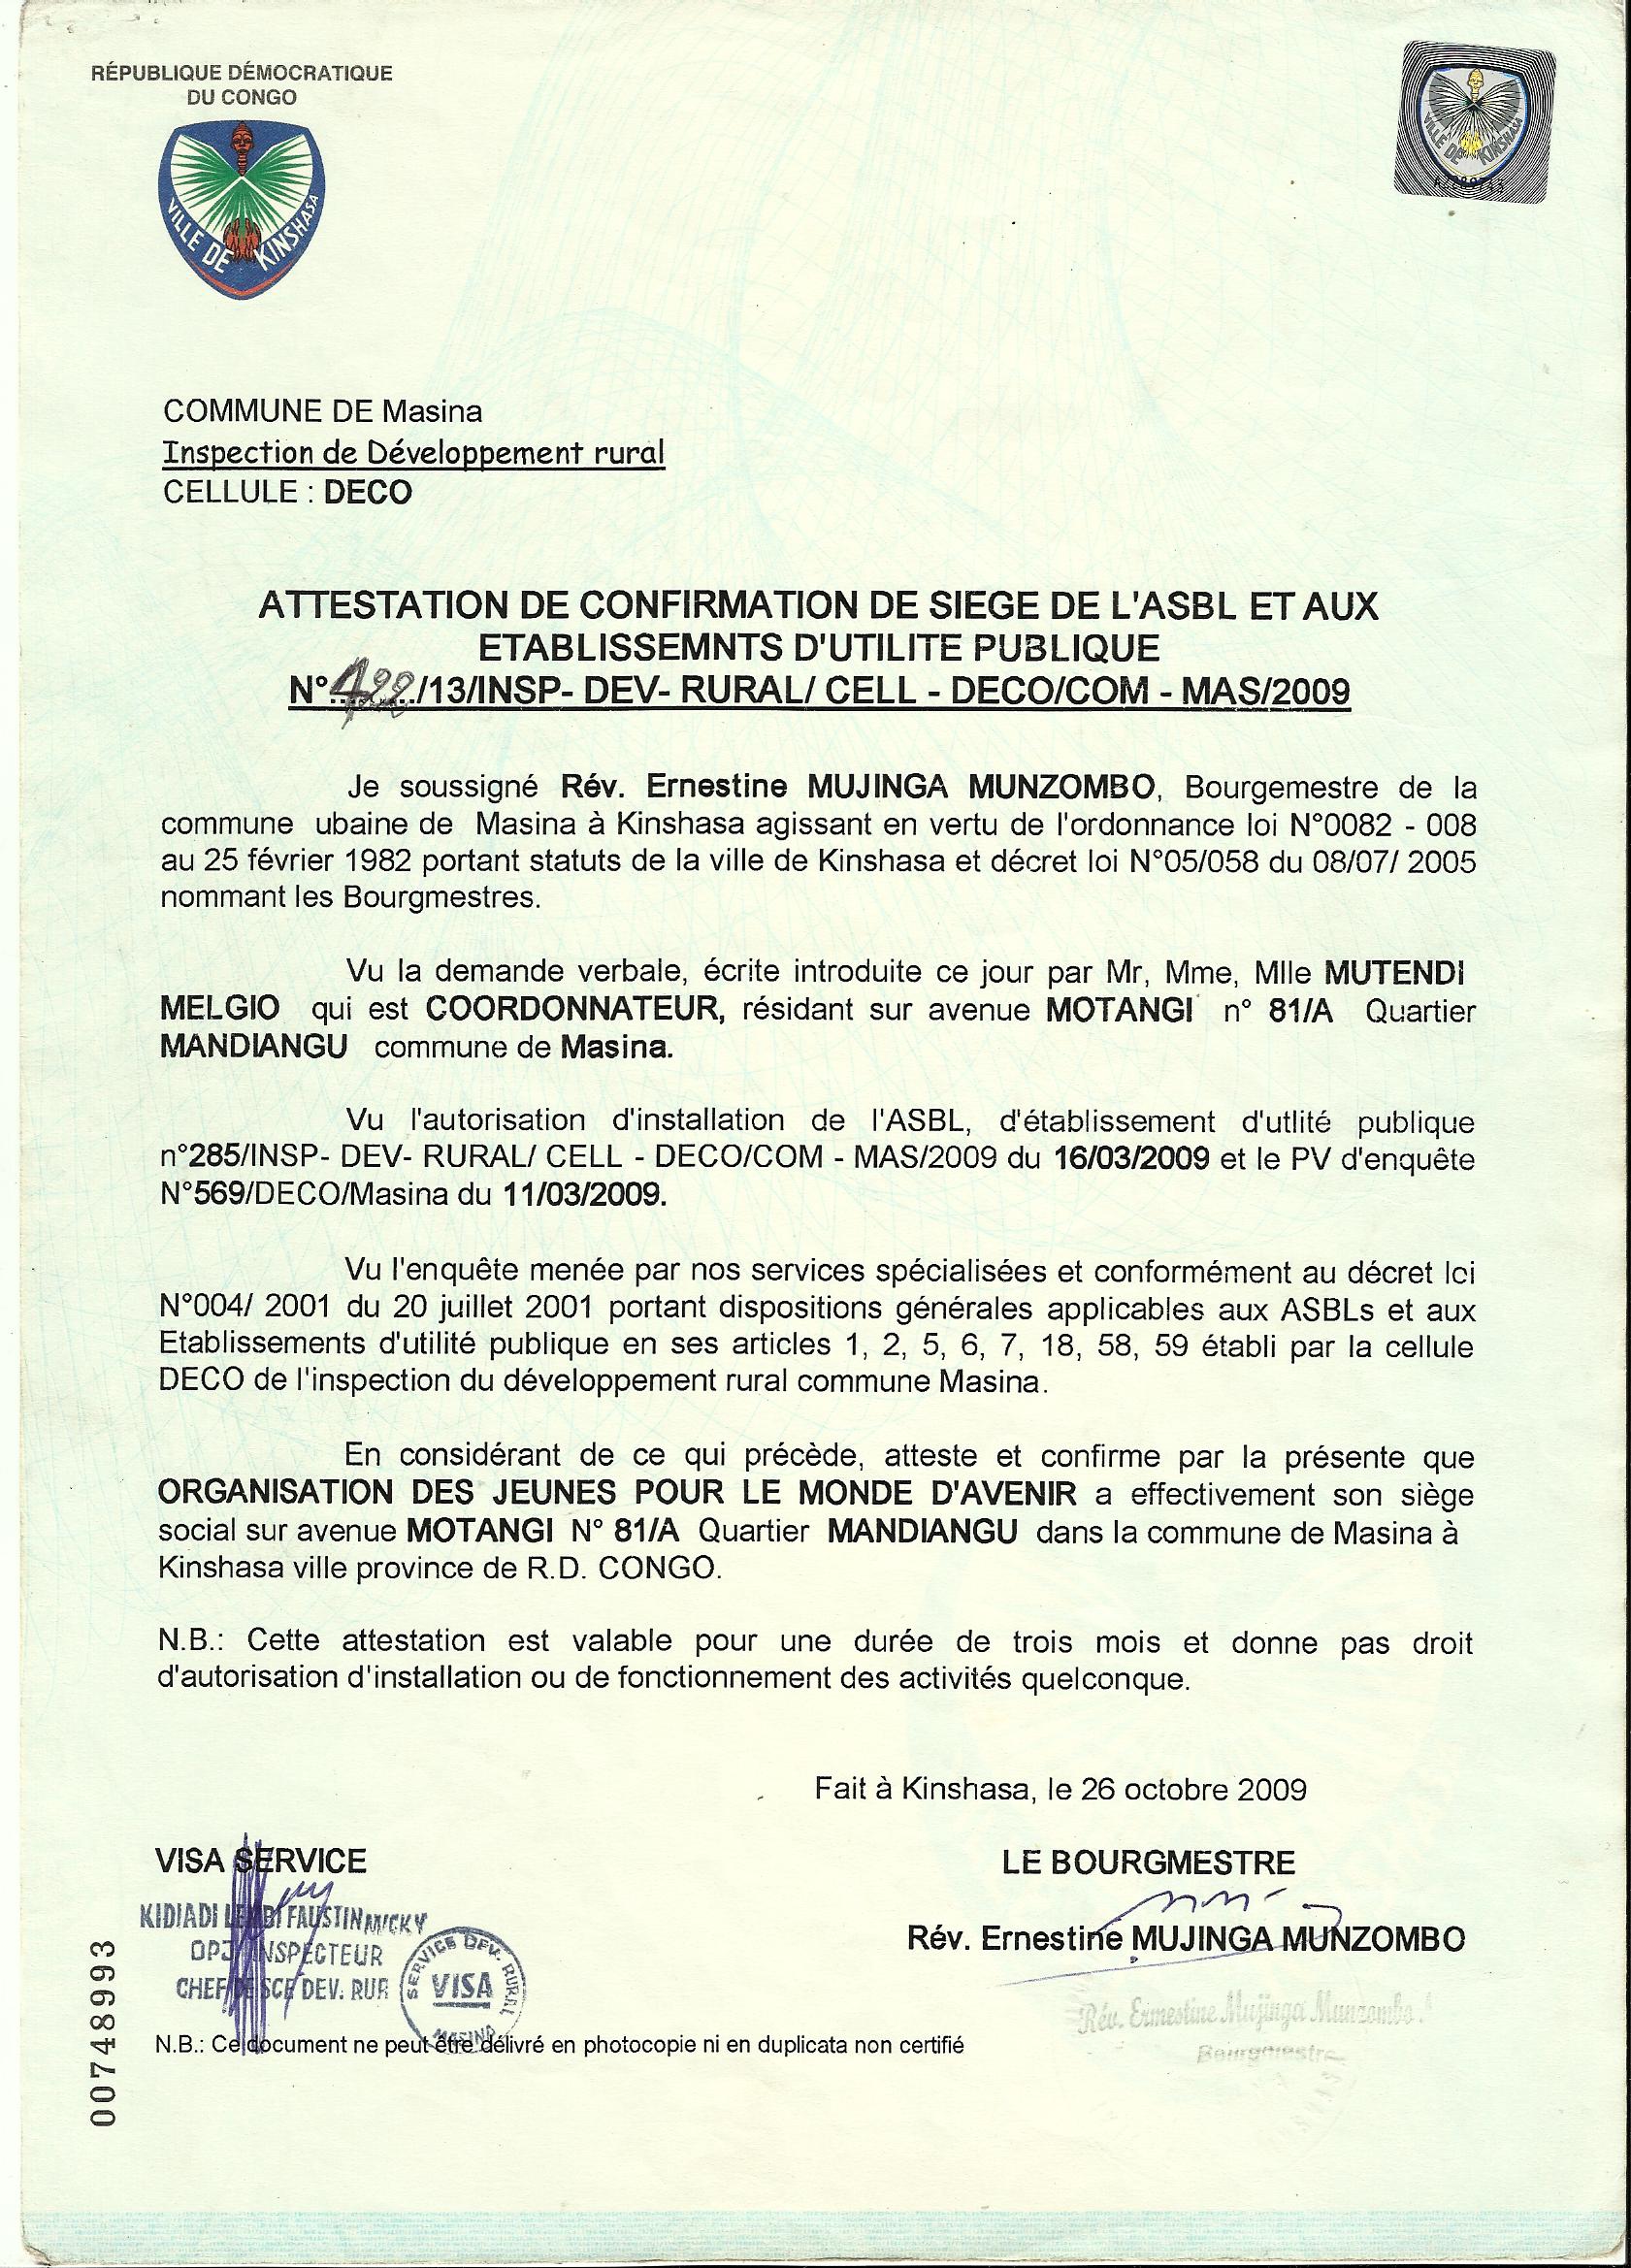 RÉPUBLIQUE DÉMOCRATIQUE
DU CONGO
VILLE DE KINSHASA
VILLE DE KINSHASA
COMMUNE DE Masina
Inspection de Développement rural
CELLULE : DECO
ATTESTATION DE CONFIRMATION DE SIEGE DE L'ASBL ET AUX
ETABLISSEMNTS D'UTILITE PUBLIQUE
N°422/13/INSP- DEV- RURAL/ CELL - DECO/COM - MAS/2009
Je soussigné Rév. Ernestine MUJINGA MUNZOMBO, Bourgemestre de la
commune ubaine de Masina à Kinshasa agissant en vertu de l'ordonnance loi N°0082 - 008
au 25 février 1982 portant statuts de la ville de Kinshasa et décret loi N°05/058 du 08/07/ 2005
nommant les Bourgmestres.
Vu la demande verbale, écrite introduite ce jour par Mr, Mme, Mlle MUTENDI
MELGIO qui est COORDONNATEUR, résidant sur avenue MOTANGI n° 81/A Quartier
MANDIANGU commune de Masina.
Vu l'autorisation d'installation de l'ASBL, d'établissement d'utlité publique
n°285/INSP- DEV- RURAL/ CELL - DECO/COM - MAS/2009 du 16/03/2009 et le PV d'enquête
N°569/DECO/Masina du 11/03/2009.
Vu l'enquête menée par nos services spécialisées et conformément au décret lci
N°004/ 2001 du 20 juillet 2001 portant dispositions générales applicables aux ASBLs et aux
Etablissements d'utilité publique en ses articles 1, 2, 5, 6, 7, 18, 58, 59 établi par la cellule
DECO de l'inspection du développement rural commune Masina.
En considérant de ce qui précède, atteste et confirme par la présente que
ORGANISATION DES JEUNES POUR LE MONDE D'AVENIR a effectivement son siège
social sur avenue MOTANGI N° 81/A Quartier MANDIANGU dans la commune de Masina à
Kinshasa ville province de R.D. CONGO.
N.B.: Cette attestation est valable pour une durée de trois mois et donne pas droit
d'autorisation d'installation ou de fonctionnement des activités quelconque.
Fait à Kinshasa, le 26 octobre 2009
VISA SERVICE
LE BOURGMESTRE
KIDIADI FAUSTIN MICKY
OPJ INSPECTEUR
CHEF DE SCE DEV. RUR
SERVICE DEV. RURAL
VISA
MASINA
Rév. Ernestine MUJINGA MUNZOMBO
Rév. Ernestine Mujinga Munzombo
Bourgmestre
N.B.: Ce document ne peut être délivré en photocopie ni en duplicata non certifié
00748993